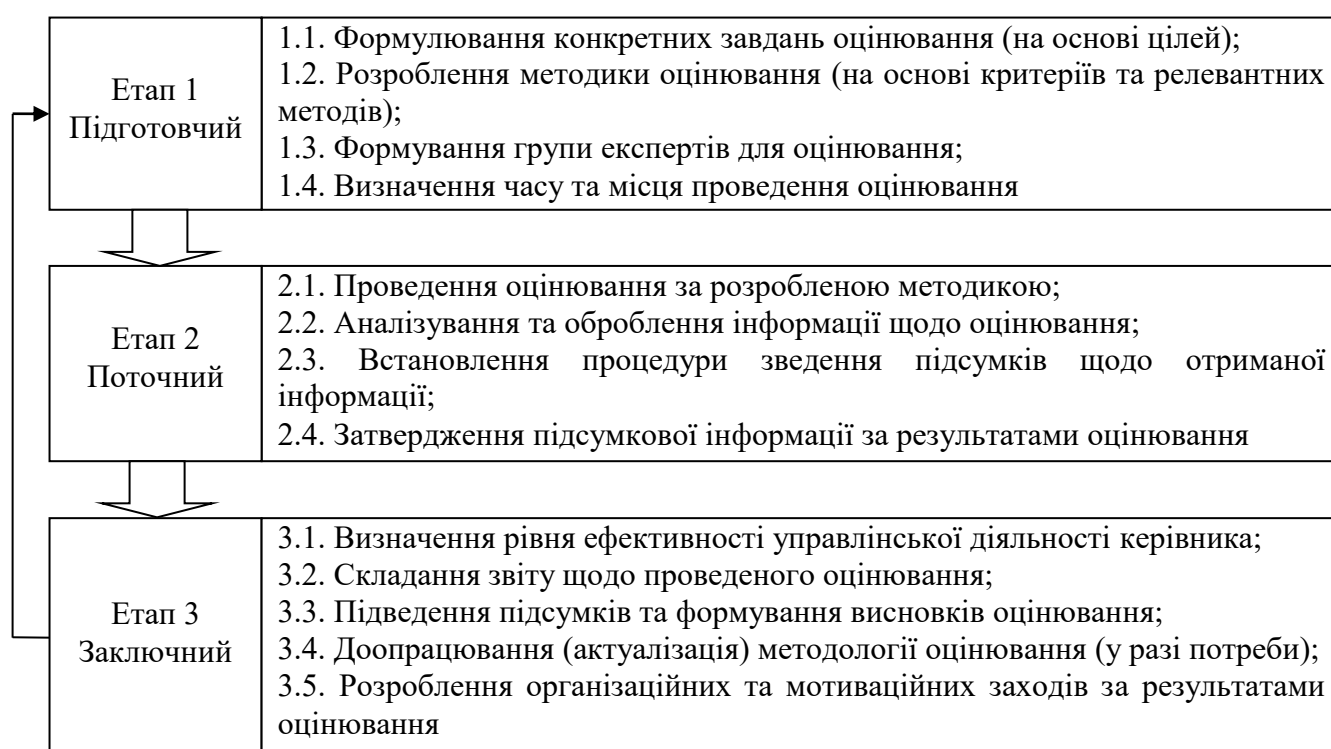 Етап 1
Підготовчий
1.1. Формулювання конкретних завдань оцінювання (на основі цілей);
1.2. Розроблення методики оцінювання (на основі критеріїв та релевантних
методів);
1.3. Формування групи експертів для оцінювання;
1.4. Визначення часу та місця проведення оцінювання
Етап 2
Поточний
2.1. Проведення оцінювання за розробленою методикою;
2.2. Аналізування та оброблення інформації щодо оцінювання;
2.3. Встановлення процедури зведення підсумків щодо отриманої
інформації;
2.4. Затвердження підсумкової інформації за результатами оцінювання
Етап 3
Заключний
3.1. Визначення рівня ефективності управлінської діяльності керівника;
3.2. Складання звіту щодо проведеного оцінювання;
3.3. Підведення підсумків та формування висновків оцінювання;
3.4. Доопрацювання (актуалізація) методології оцінювання (у разі потреби);
3.5. Розроблення організаційних та мотиваційних заходів за результатами
оцінювання